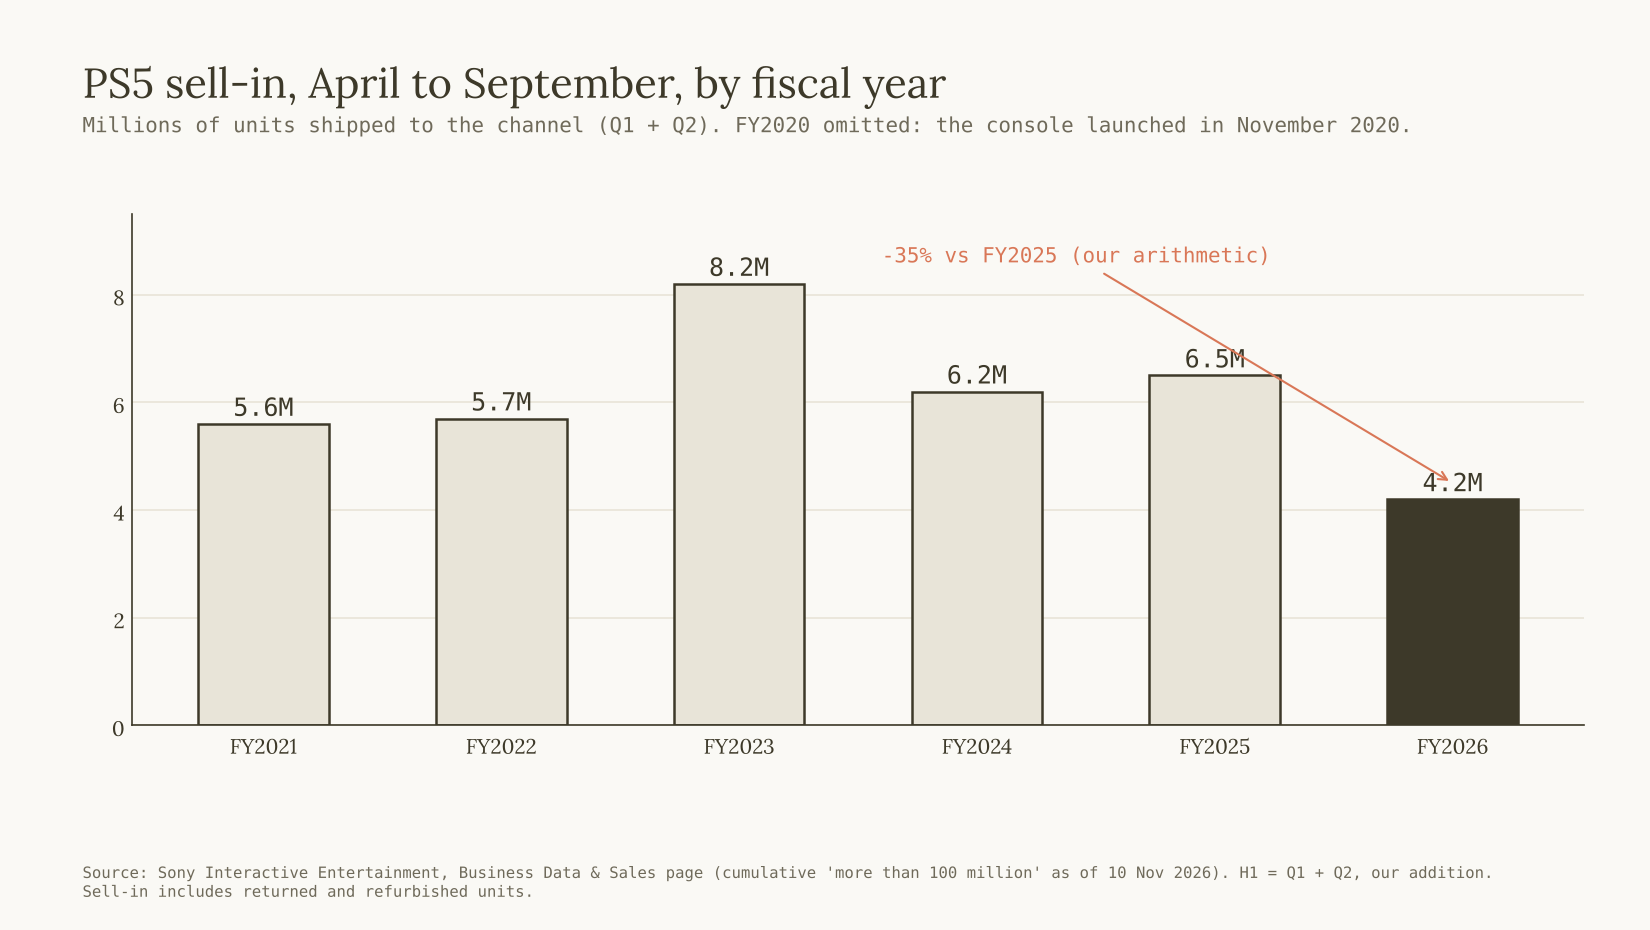 PS5 sell-in, April to September, by fiscal year
Millions of units shipped to the channel (Q1 + Q2). FY2020 omitted: the console launched in November 2020.
-35% vs FY2025 (our arithmetic)
8.2M
8
6.5M
6.2M
5.7M
5.6M
6
4.2M
4
2
0
FY2021 FY2022 FY2023 FY2024 FY2025 FY2026
Source: Sony Interactive Entertainment, Business Data & Sales page (cumulative 'more than 100 million' as of 10 Nov 2026). H1 = Q1 + Q2, our addition.
Sell-in includes returned and refurbished units.